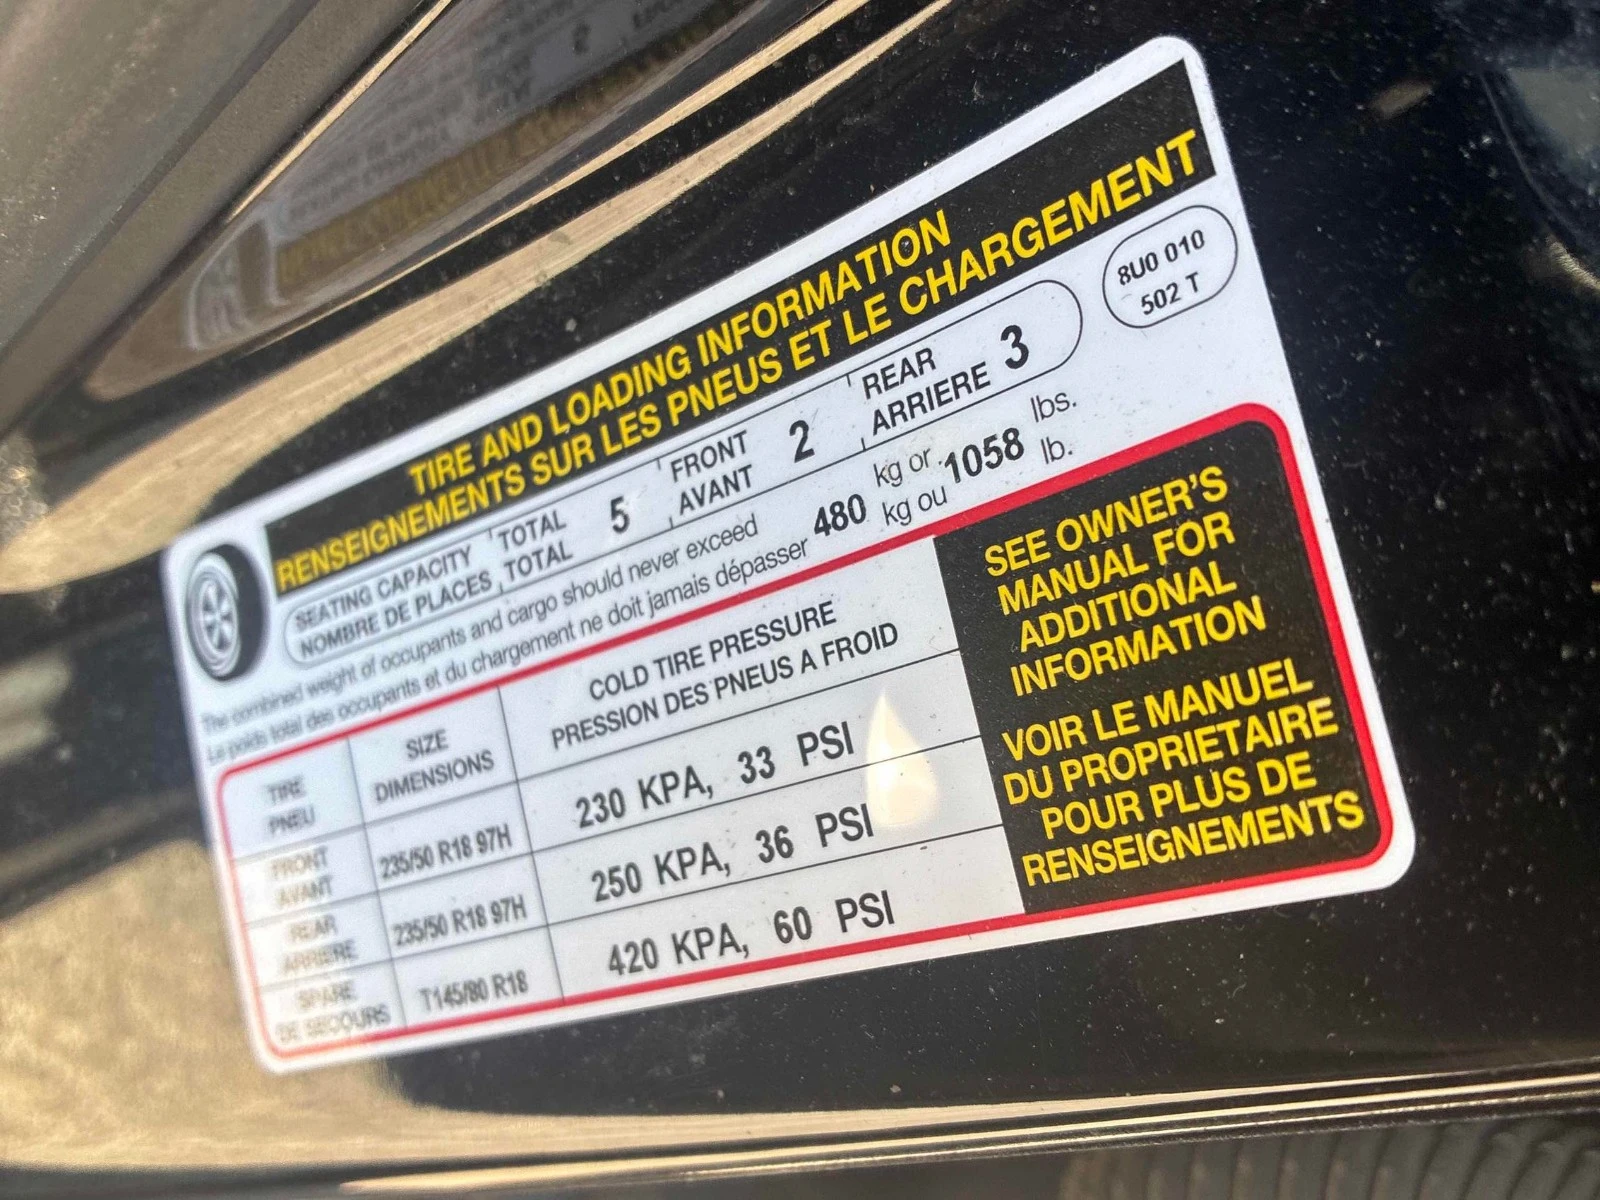 TIRE AND LOADING INFORMATION
RENSEIGNEMENTS SUR LES PNEUS ET LE CHARGEMENT
8U0 010
502 T
SEATING CAPACITY TOTAL 5 FRONT 2 REAR 3
NOMBRE DE PLACES TOTAL AVANT ARRIERE
The combined weight of occupants and cargo should never exceed 480 kg or 1058 lbs.
Le poids total des occupants et du chargement ne doit jamais dépasser kg ou lb.
TIRE SIZE COLD TIRE PRESSURE
PNEU DIMENSIONS PRESSION DES PNEUS A FROID
FRONT 235/50 R18 97H 230 KPA, 33 PSI
AVANT
REAR 235/50 R18 97H 250 KPA, 36 PSI
ARRIERE
SPARE T145/80 R18 420 KPA, 60 PSI
DE SECOURS
SEE OWNER'S
MANUAL FOR
ADDITIONAL
INFORMATION
VOIR LE MANUEL
DU PROPRIETAIRE
POUR PLUS DE
RENSEIGNEMENTS